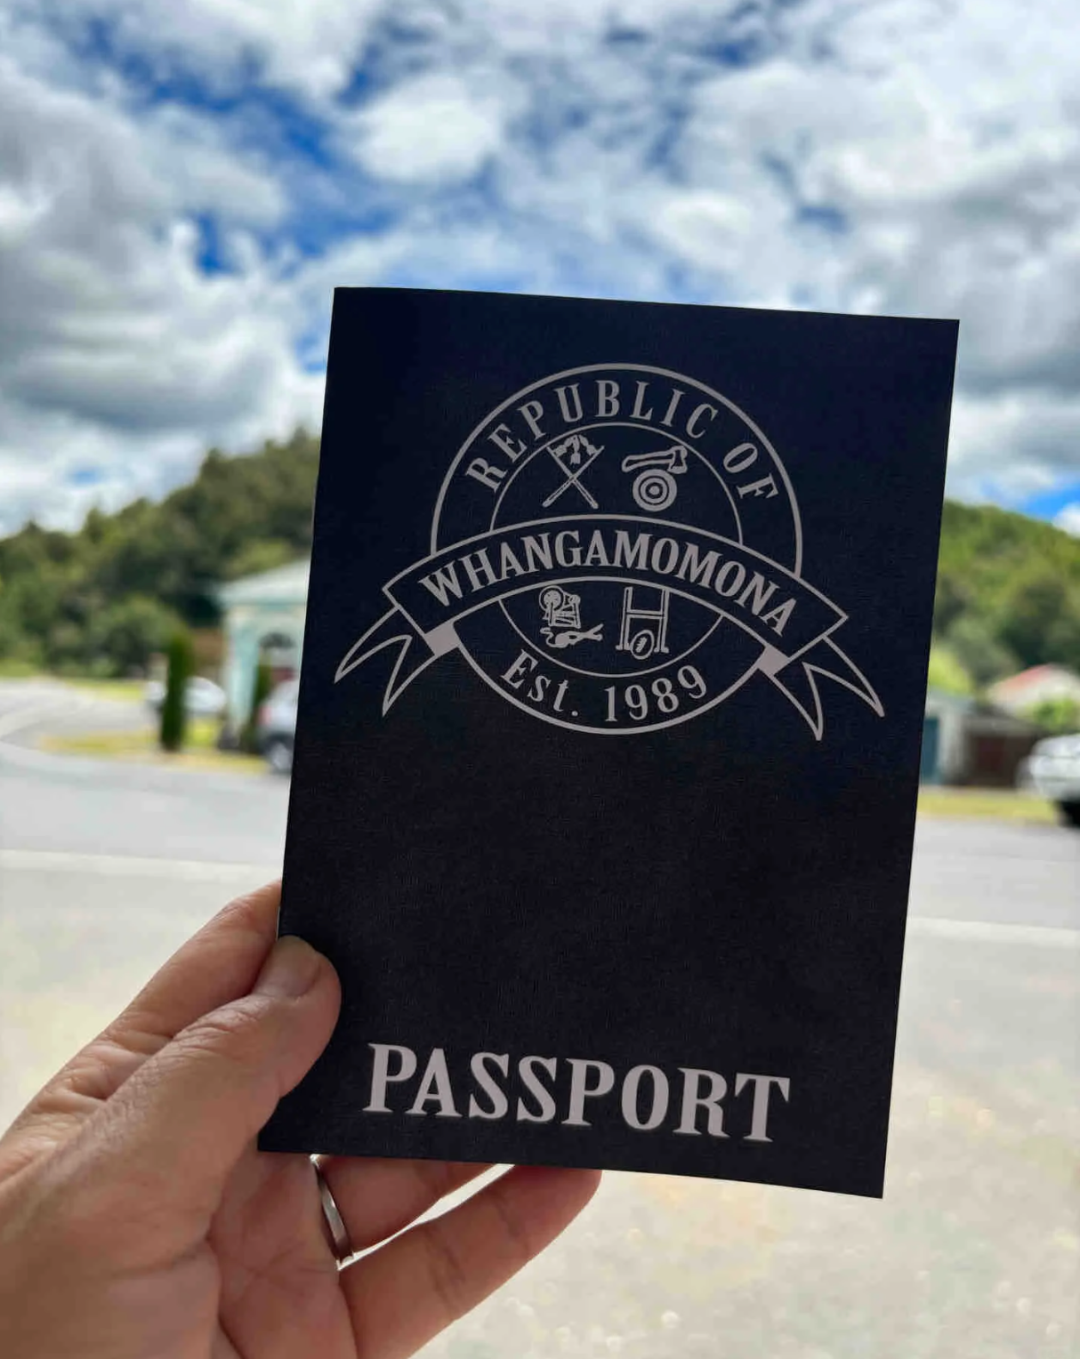 REPUBLIC OF
WHANGAMOMONA
Est. 1989
PASSPORT